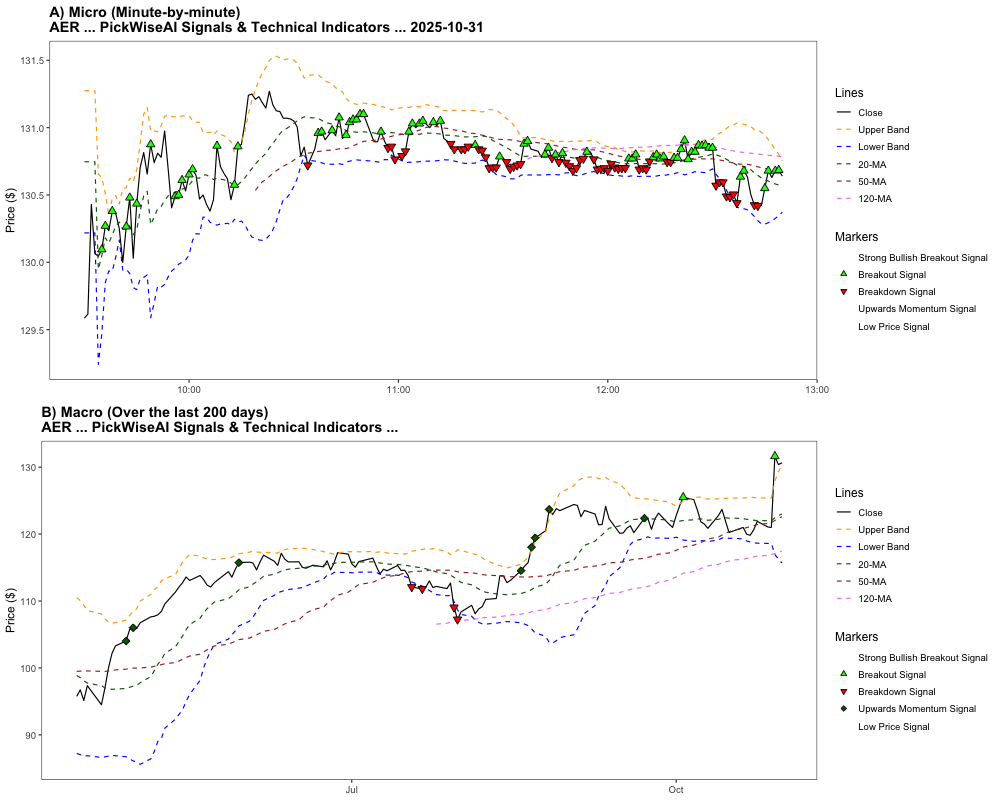 A) Micro (Minute-by-minute)
AER ... PickWiseAI Signals & Technical Indicators ... 2025-10-31
131.5
131.0
130.5
130.0
129.5
Price ($)
10:00
11:00
12:00
13:00
Lines
Close
Upper Band
Lower Band
20-MA
50-MA
120-MA
Markers
Strong Bullish Breakout Signal
Breakout Signal
Breakdown Signal
Upwards Momentum Signal
Low Price Signal
B) Macro (Over the last 200 days)
AER ... PickWiseAI Signals & Technical Indicators ...
130
120
110
100
90
Price ($)
Jul
Oct
Lines
Close
Upper Band
Lower Band
20-MA
50-MA
120-MA
Markers
Strong Bullish Breakout Signal
Breakout Signal
Breakdown Signal
Upwards Momentum Signal
Low Price Signal